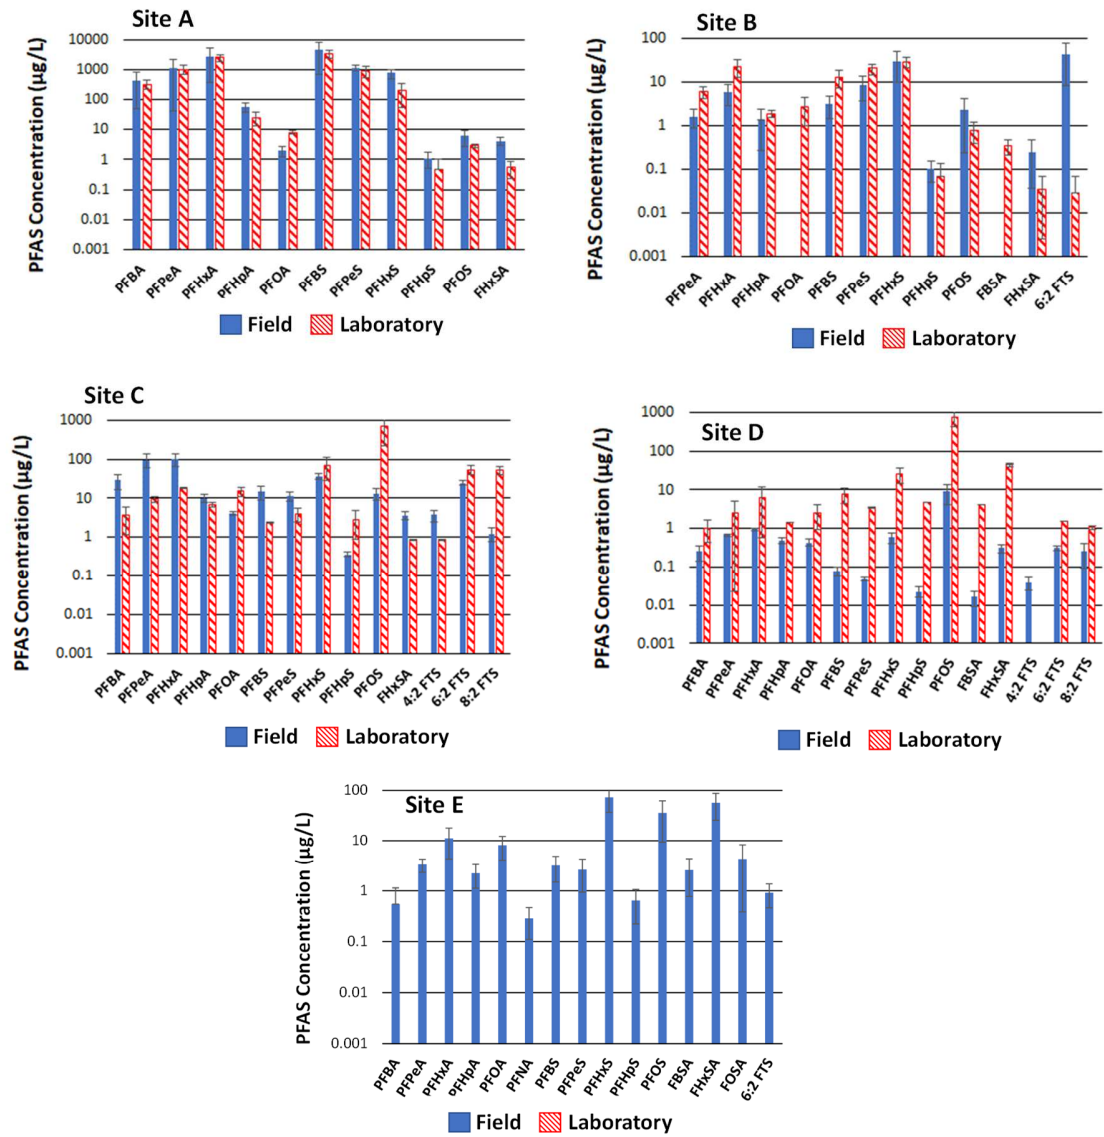 Site A
PFAS Concentration (µg/L)
10000
1000
100
10
1
0.1
0.01
0.001
PFBA PFPeA PFHxA PFHpA PFOA PFBS PFPeS PFHxS PFHpS PFOS FHxSA
Field Laboratory
Site B
PFAS Concentration (µg/L)
100
10
1
0.1
0.01
0.001
PFPeA PFHxA PFHpA PFOA PFBS PFPeS PFHxS PFHpS PFOS FBSA FHxSA 6:2 FTS
Field Laboratory
Site C
PFAS Concentration (µg/L)
1000
100
10
1
0.1
0.01
0.001
PFBA PFPeA PFHxA PFHpA PFOA PFBS PFPeS PFHxS PFHpS PFOS FHxSA 4:2 FTS 6:2 FTS 8:2 FTS
Field Laboratory
Site D
PFAS Concentration (µg/L)
1000
100
10
1
0.1
0.01
0.001
PFBA PFPeA PFHxA PFHpA PFOA PFBS PFPeS PFHxS PFHpS PFOS FBSA FHxSA 4:2 FTS 6:2 FTS 8:2 FTS
Field Laboratory
Site E
PFAS Concentration (µg/L)
100
10
1
0.1
0.01
0.001
PFBA PFPeA PFHxA PFHpA PFOA PFNA PFBS PFPeS PFHxS PFHpS PFOS FBSA FHxSA FOSA 6:2 FTS
Field Laboratory